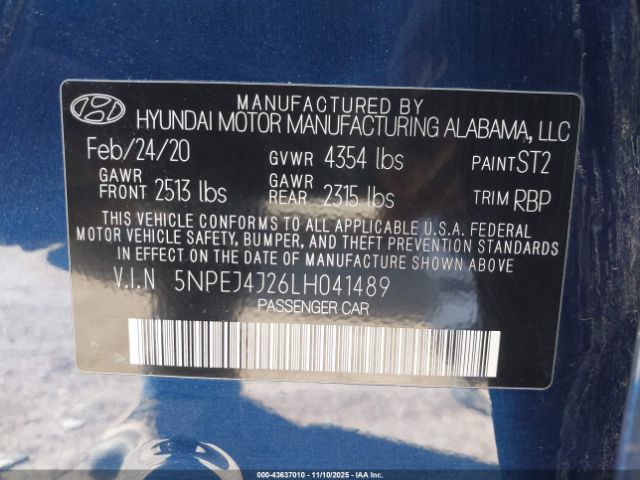 MANUFACTURED BY
HYUNDAI MOTOR MANUFACTURING ALABAMA, LLC
Feb/24/20 GVWR 4354 lbs PAINT ST2
GAWR FRONT 2513 lbs GAWR REAR 2315 lbs TRIM RBP
THIS VEHICLE CONFORMS TO ALL APPLICABLE U.S.A. FEDERAL
MOTOR VEHICLE SAFETY, BUMPER, AND THEFT PREVENTION STANDARDS
IN EFFECT ON THE DATE OF MANUFACTURE SHOWN ABOVE.
V.I.N 5NPEJ4J26LH041489
PASSENGER CAR
000-43637010 - 11/10/2025 - IAAI.COM